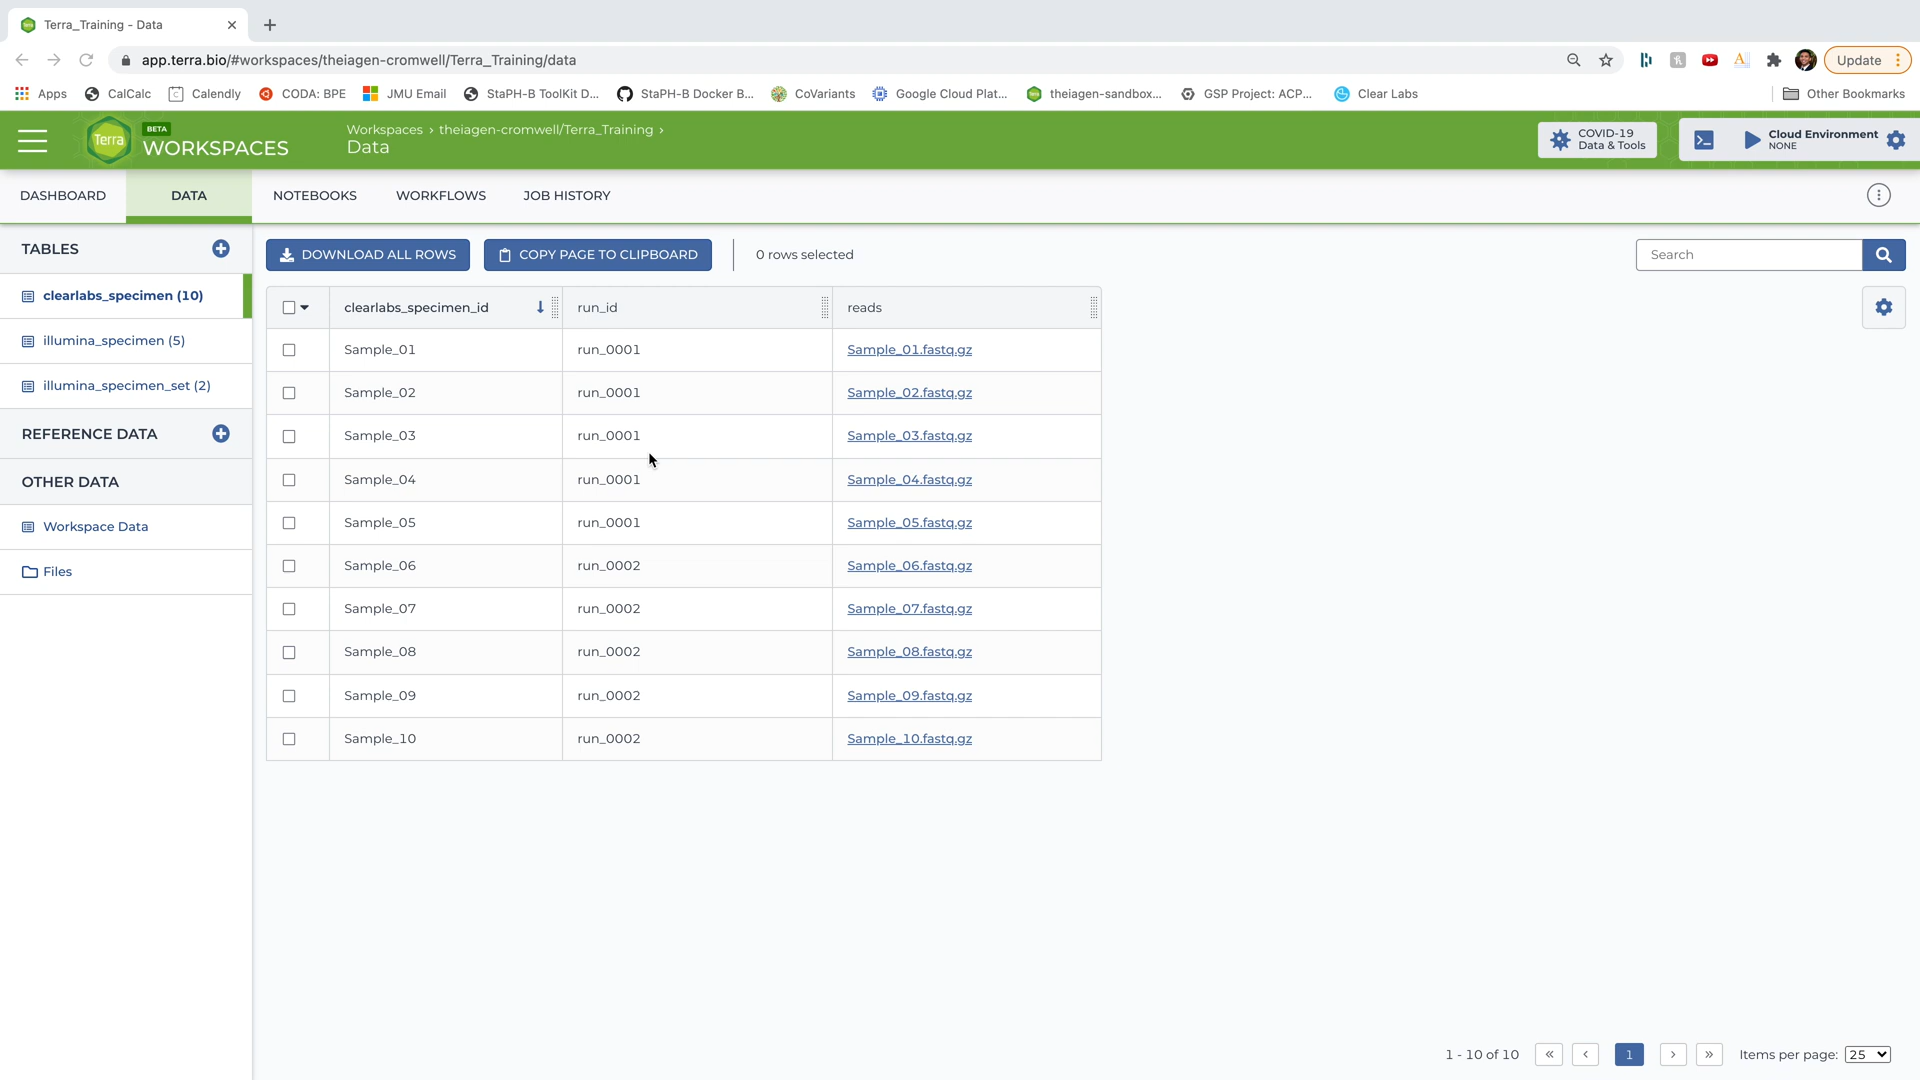 Terra_Training - Data
app.terra.bio/#workspaces/theiagen-cromwell/Terra_Training/data
Update
Apps CalCalc Calendly CODA: BPE JMU Email StaPH-B ToolKit D... StaPH-B Docker B... CoVariants Google Cloud Plat... theiagen-sandbox... GSP Project: ACP... Clear Labs Other Bookmarks
Terra
BETA
WORKSPACES
Workspaces › theiagen-cromwell/Terra_Training ›
Data
COVID-19
Data & Tools
Cloud Environment
NONE
DASHBOARD DATA NOTEBOOKS WORKFLOWS JOB HISTORY
TABLES
clearlabs_specimen (10)
illumina_specimen (5)
illumina_specimen_set (2)
REFERENCE DATA
OTHER DATA
Workspace Data
Files
DOWNLOAD ALL ROWS COPY PAGE TO CLIPBOARD 0 rows selected Search
clearlabs_specimen_id run_id reads
Sample_01 run_0001 Sample_01.fastq.gz
Sample_02 run_0001 Sample_02.fastq.gz
Sample_03 run_0001 Sample_03.fastq.gz
Sample_04 run_0001 Sample_04.fastq.gz
Sample_05 run_0001 Sample_05.fastq.gz
Sample_06 run_0002 Sample_06.fastq.gz
Sample_07 run_0002 Sample_07.fastq.gz
Sample_08 run_0002 Sample_08.fastq.gz
Sample_09 run_0002 Sample_09.fastq.gz
Sample_10 run_0002 Sample_10.fastq.gz
1 - 10 of 10 « ‹ 1 › » Items per page: 25